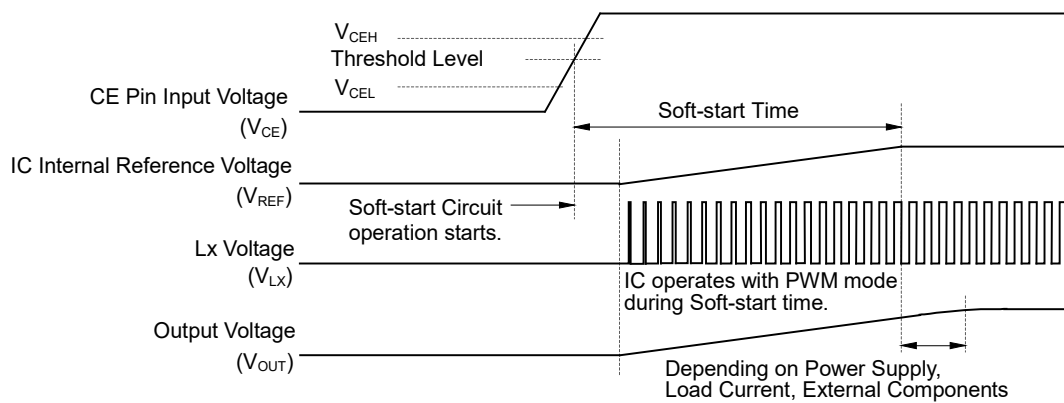 V_CEH
Threshold Level
V_CEL
CE Pin Input Voltage
(V_CE)
Soft-start Time
IC Internal Reference Voltage
(V_REF)
Soft-start Circuit
operation starts.
Lx Voltage
(V_LX)
IC operates with PWM mode
during Soft-start time.
Output Voltage
(V_OUT)
Depending on Power Supply,
Load Current, External Components